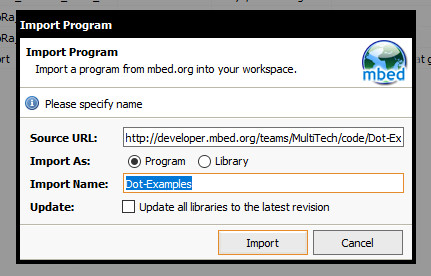 Import Program
Import Program
Import a program from mbed.org into your workspace.
mbed
Please specify name
Source URL: http://developer.mbed.org/teams/MultiTech/code/Dot-Ex
Import As: Program Library
Import Name: Dot-Examples
Update: Update all libraries to the latest revision
Import Cancel